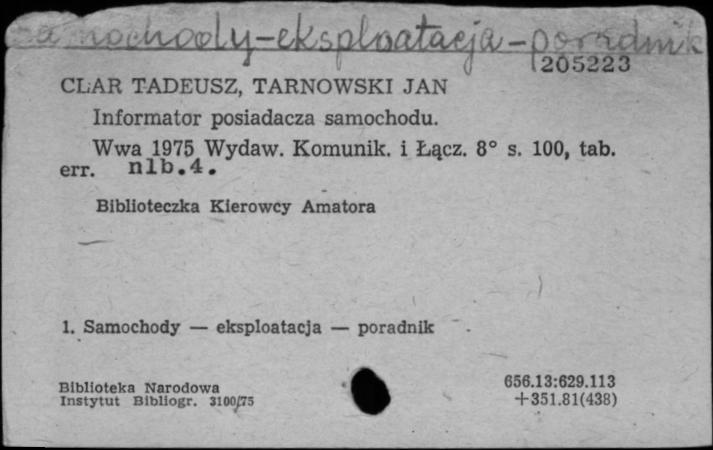 samochody-eksploatacja-poradnik
205223
CLAR TADEUSZ, TARNOWSKI JAN
Informator posiadacza samochodu.
Wwa 1975 Wydaw. Komunik. i Łącz. 8° s. 100, tab.
err. nlb.4.
Biblioteczka Kierowcy Amatora
1. Samochody — eksploatacja — poradnik
Biblioteka Narodowa 656.13:629.113
Instytut Bibliogr. 3100/75 +351.81(438)